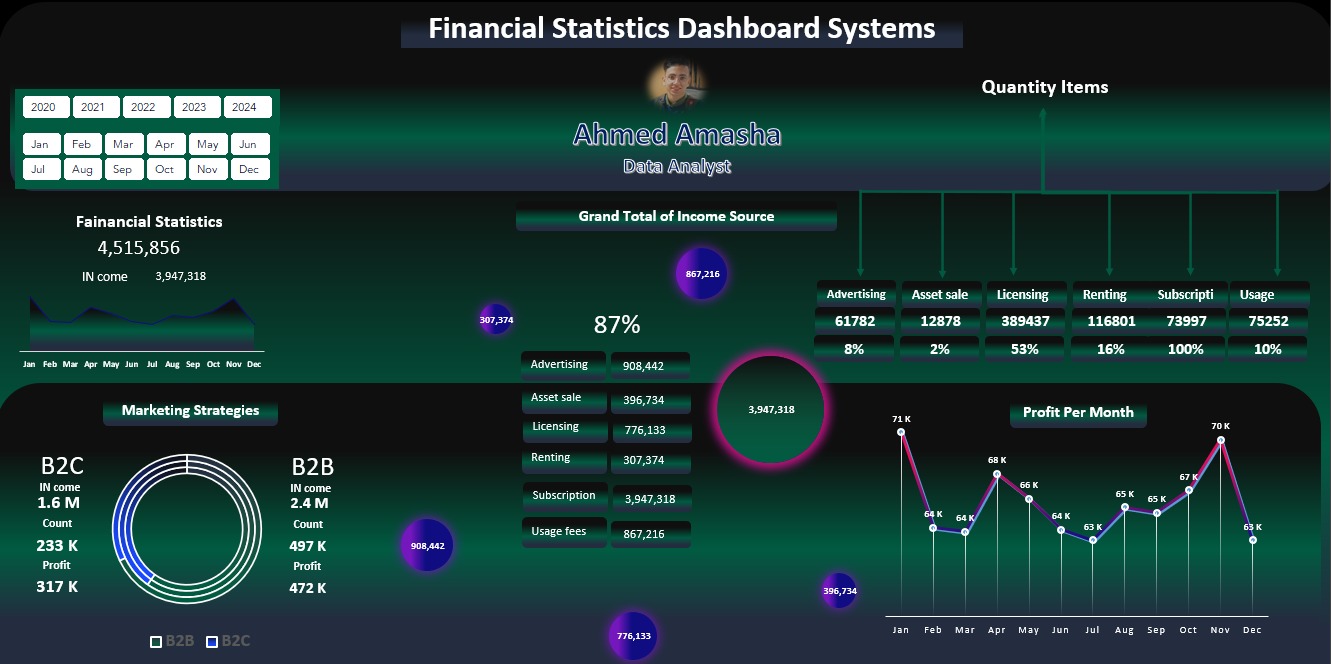 Financial Statistics Dashboard Systems
Ahmed Amasha
Data Analyst
2020 2021 2022 2023 2024
Jan Feb Mar Apr May Jun
Jul Aug Sep Oct Nov Dec
Fainancial Statistics
4,515,856
IN come 3,947,318
Jan Feb Mar Apr May Jun Jul Aug Sep Oct Nov Dec
Marketing Strategies
B2C
IN come
1.6 M
Count
233 K
Profit
317 K
B2B
IN come
2.4 M
Count
497 K
Profit
472 K
B2B B2C
Grand Total of Income Source
867,216
307,374
87%
Advertising 908,442
Asset sale 396,734
Licensing 776,133
Renting 307,374
Subscription 3,947,318
Usage fees 867,216
3,947,318
908,442
396,734
776,133
Quantity Items
Advertising Asset sale Licensing Renting Subscripti Usage
61782 12878 389437 116801 73997 75252
8% 2% 53% 16% 100% 10%
Profit Per Month
71 K 64 K 64 K 68 K 66 K 64 K 63 K 65 K 65 K 67 K 70 K 63 K
Jan Feb Mar Apr May Jun Jul Aug Sep Oct Nov Dec